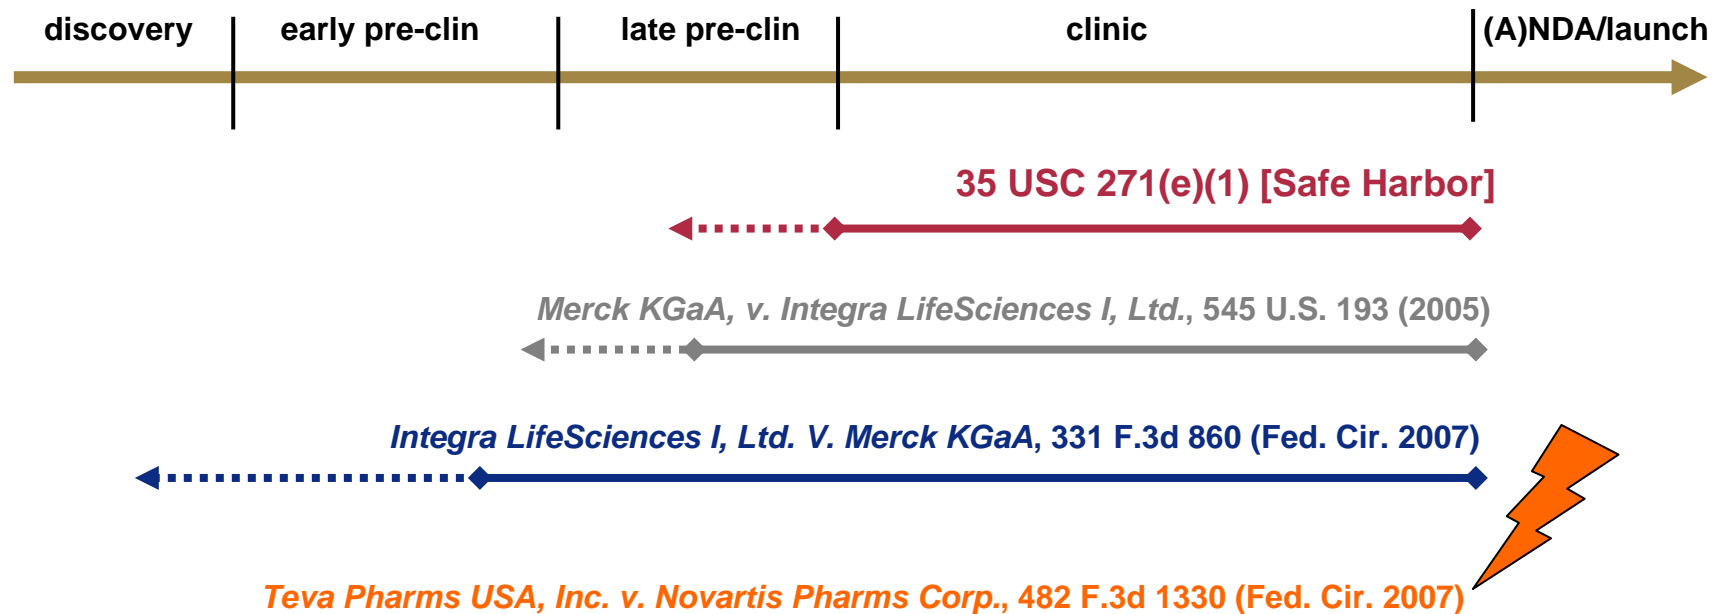 discovery early pre-clin late pre-clin clinic (A)NDA/launch
35 USC 271(e)(1) [Safe Harbor]
Merck KGaA, v. Integra LifeSciences I, Ltd., 545 U.S. 193 (2005)
Integra LifeSciences I, Ltd. V. Merck KGaA, 331 F.3d 860 (Fed. Cir. 2007)
Teva Pharms USA, Inc. v. Novartis Pharms Corp., 482 F.3d 1330 (Fed. Cir. 2007)